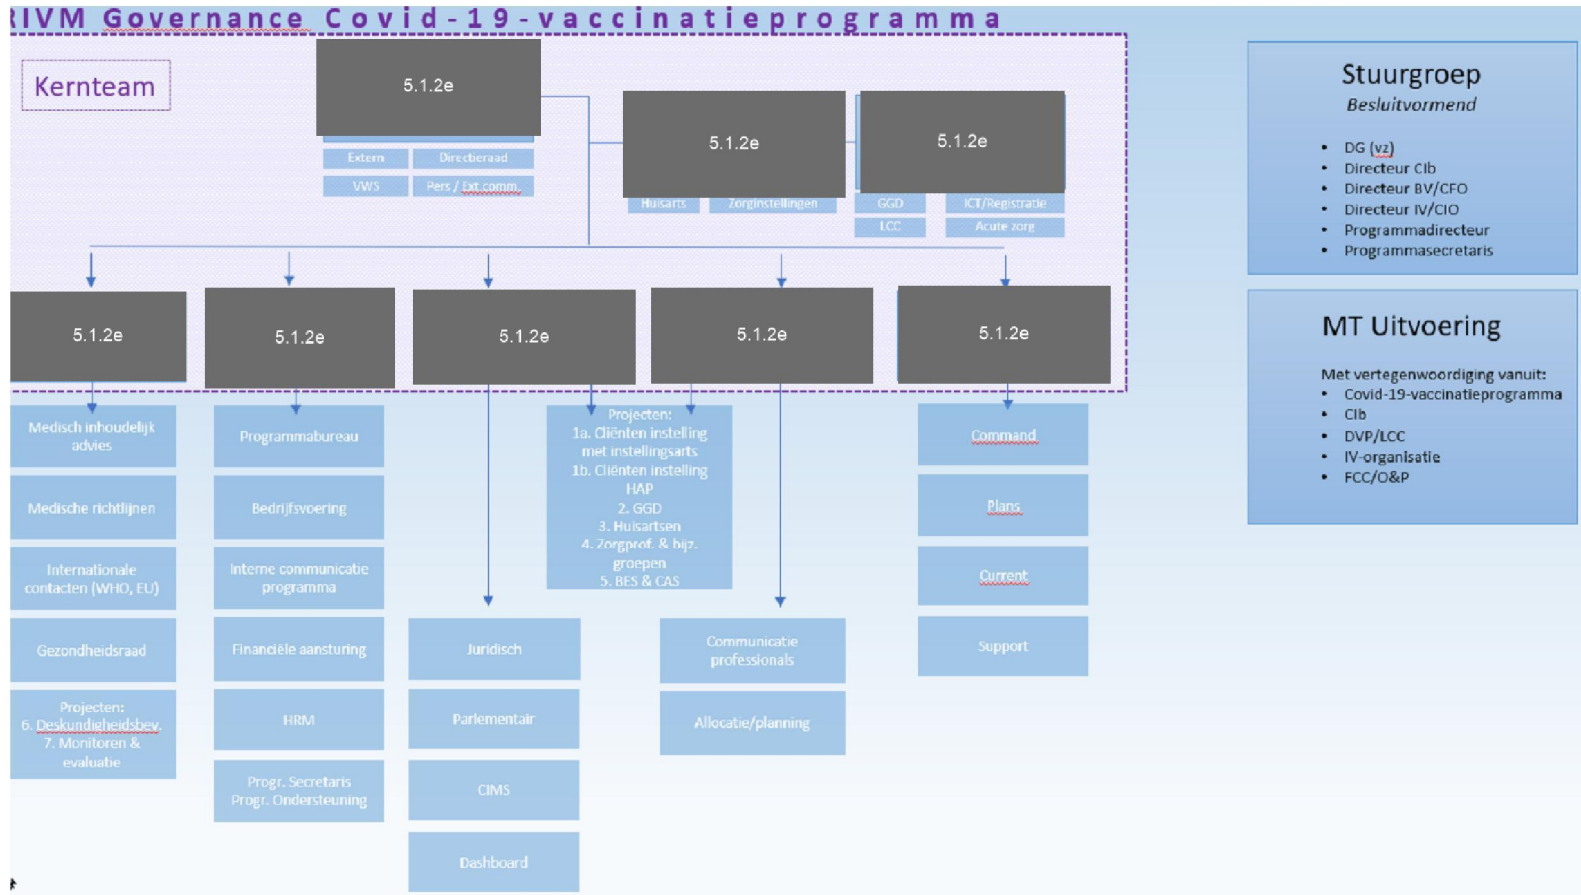 RIVM Governance Covid-19-vaccinatieprogramma
Kernteam
5.1.2e
Extern
Directieraad
VWS
Pers / Ext.comm.
5.1.2e
Huisarts
Zorginstellingen
5.1.2e
GGD
ICT/Registratie
LCC
Acute zorg
5.1.2e
5.1.2e
5.1.2e
5.1.2e
5.1.2e
Medisch inhoudelijk
advies
Medische richtlijnen
Internationale
contacten (WHO, EU)
Gezondheidsraad
Projecten:
6. Deskundigheidsbev.
7. Monitoren &
evaluatie
Programmabureau
Bedrijfsvoering
Interne communicatie
programma
Financiële aansturing
HRM
Progr. Secretaris
Progr. Ondersteuning
Juridisch
Parlementair
CIMS
Dashboard
Projecten:
1a. Cliënten instelling
met instellingsarts
1b. Cliënten instelling
HAP
2. GGD
3. Huisartsen
4. Zorgprof. & bijz.
groepen
5. BES & CAS
Communicatie
professionals
Allocatie/planning
Command
Plans
Current
Support
Stuurgroep
Besluitvormend
• DG (vz)
• Directeur CIb
• Directeur BV/CFO
• Directeur IV/CIO
• Programmadirecteur
• Programmasecretaris
MT Uitvoering
Met vertegenwoordiging vanuit:
• Covid-19-vaccinatieprogramma
• CIb
• DVP/LCC
• IV-organisatie
• FCC/O&P